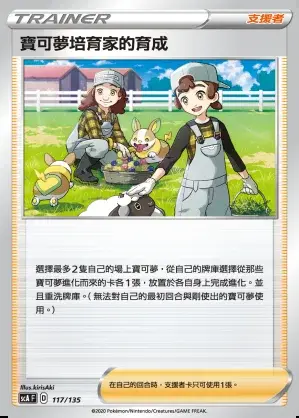 TRAINER
支援者
寶可夢培育家的育成
選擇最多2隻自己的場上寶可夢,從自己的牌庫選擇從那些
寶可夢進化而來的卡各1張,放置於各自身上完成進化。並
且重洗牌庫。(無法對自己的最初回合與剛使出的寶可夢使
用。)
Illus.kirisAki
scA F D 117/135
在自己的回合時,支援者卡只可使用1張。
©2020 Pokémon/Nintendo/Creatures/GAME FREAK.